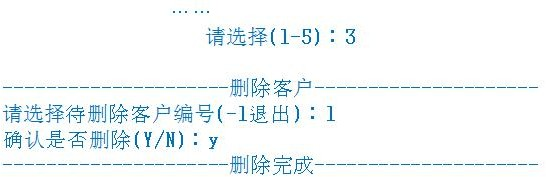 ……
请选择(1-5)：3
---------------------删除客户---------------------
请选择待删除客户编号(-1退出)：1
确认是否删除(Y/N)：y
---------------------删除完成---------------------